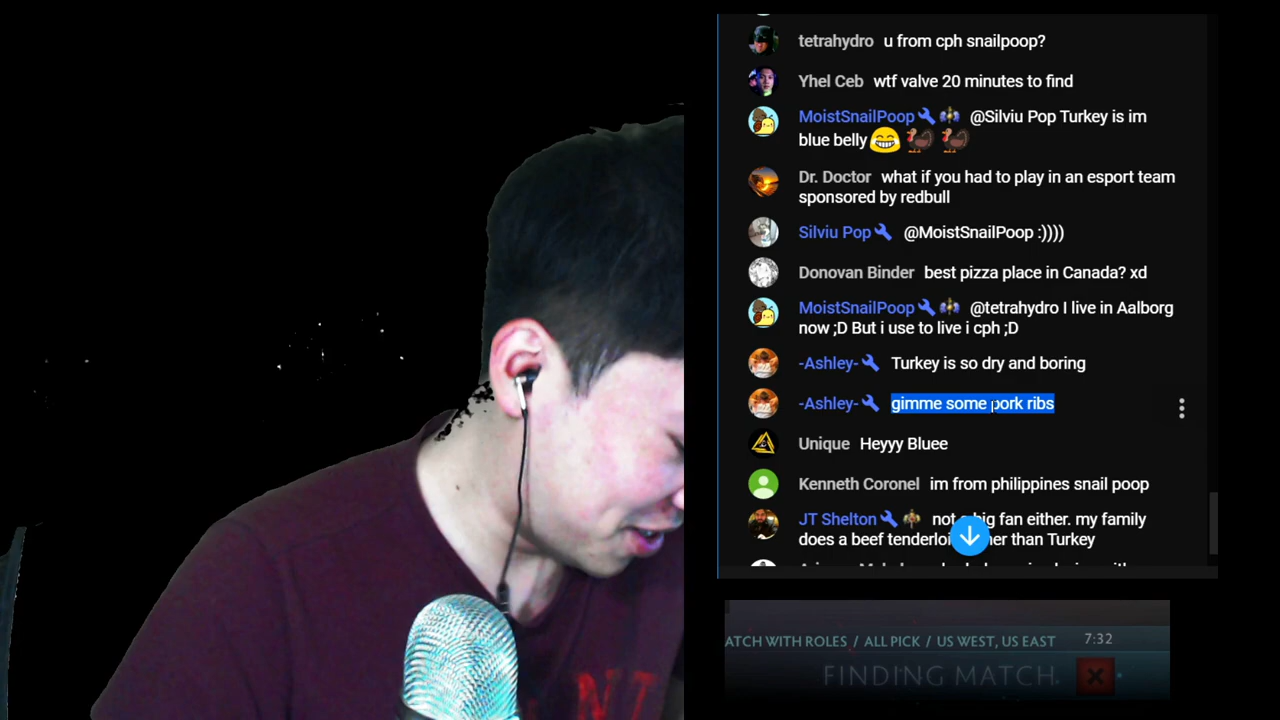 tetrahydro u from cph snailpoop?
Yhel Ceb wtf valve 20 minutes to find
MoistSnailPoop @Silviu Pop Turkey is im
blue belly
Dr. Doctor what if you had to play in an esport team
sponsored by redbull
Silviu Pop @MoistSnailPoop :))))
Donovan Binder best pizza place in Canada? xd
MoistSnailPoop @tetrahydro I live in Aalborg
now ;D But i use to live i cph ;D
-Ashley- Turkey is so dry and boring
-Ashley- gimme some pork ribs
Unique Heyyy Bluee
Kenneth Coronel im from philippines snail poop
JT Shelton not a big fan either. my family
does a beef than Turkey
ATCH WITH ROLES / ALL PICK / US WEST, US EAST 7:32
FINDING MATCH